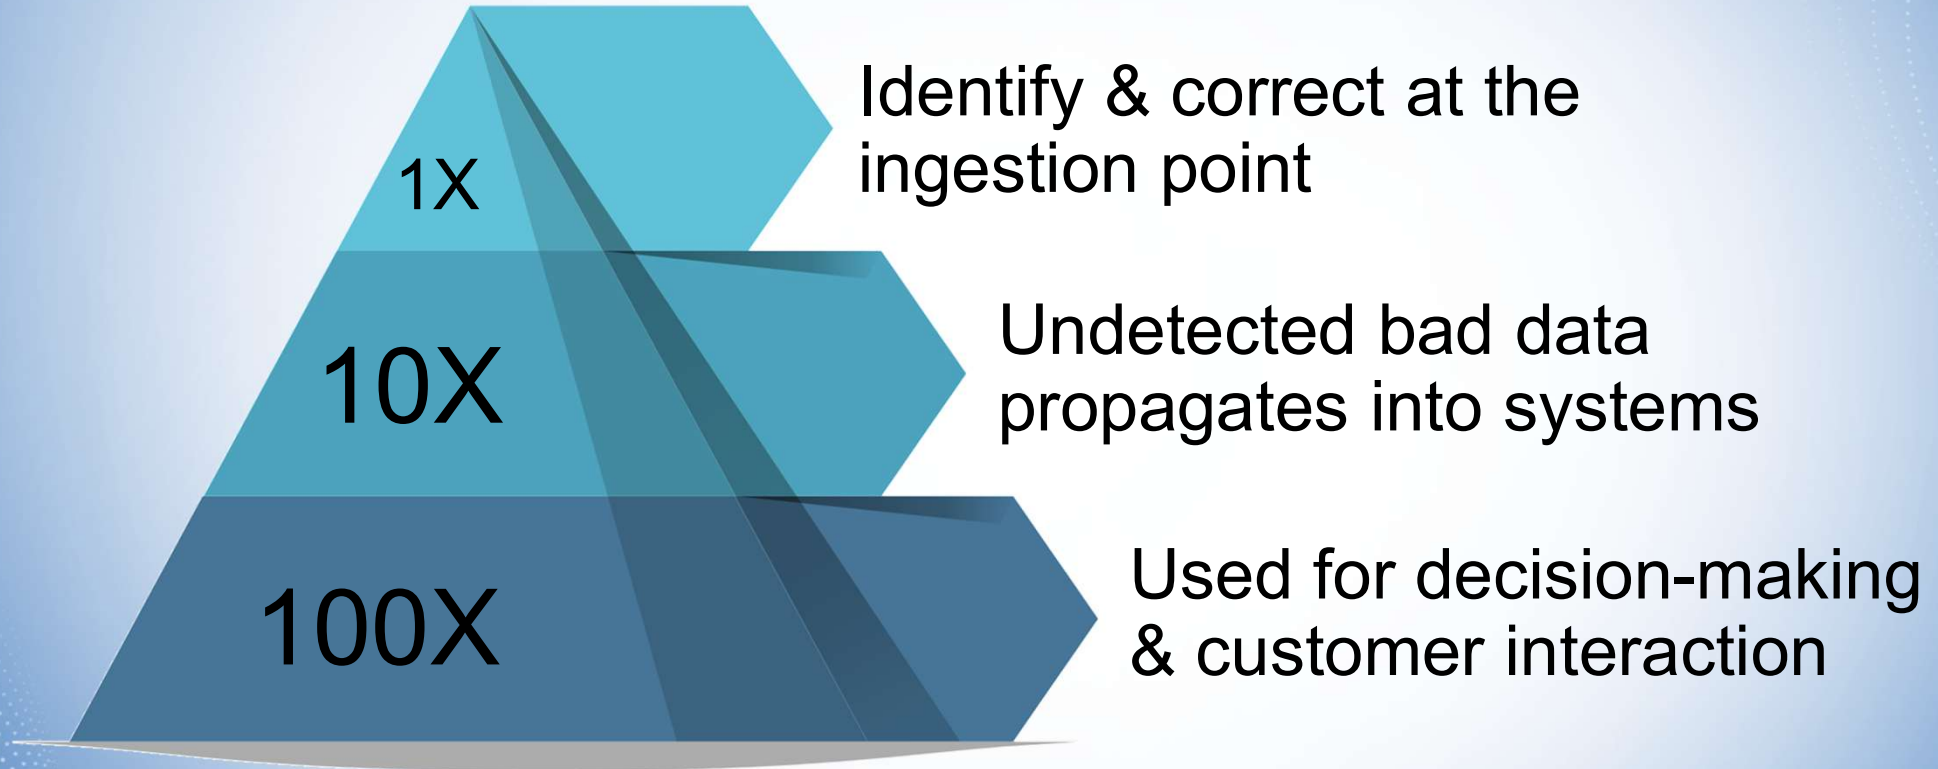 1X
Identify & correct at the
ingestion point
10X
Undetected bad data
propagates into systems
100X
Used for decision-making
& customer interaction